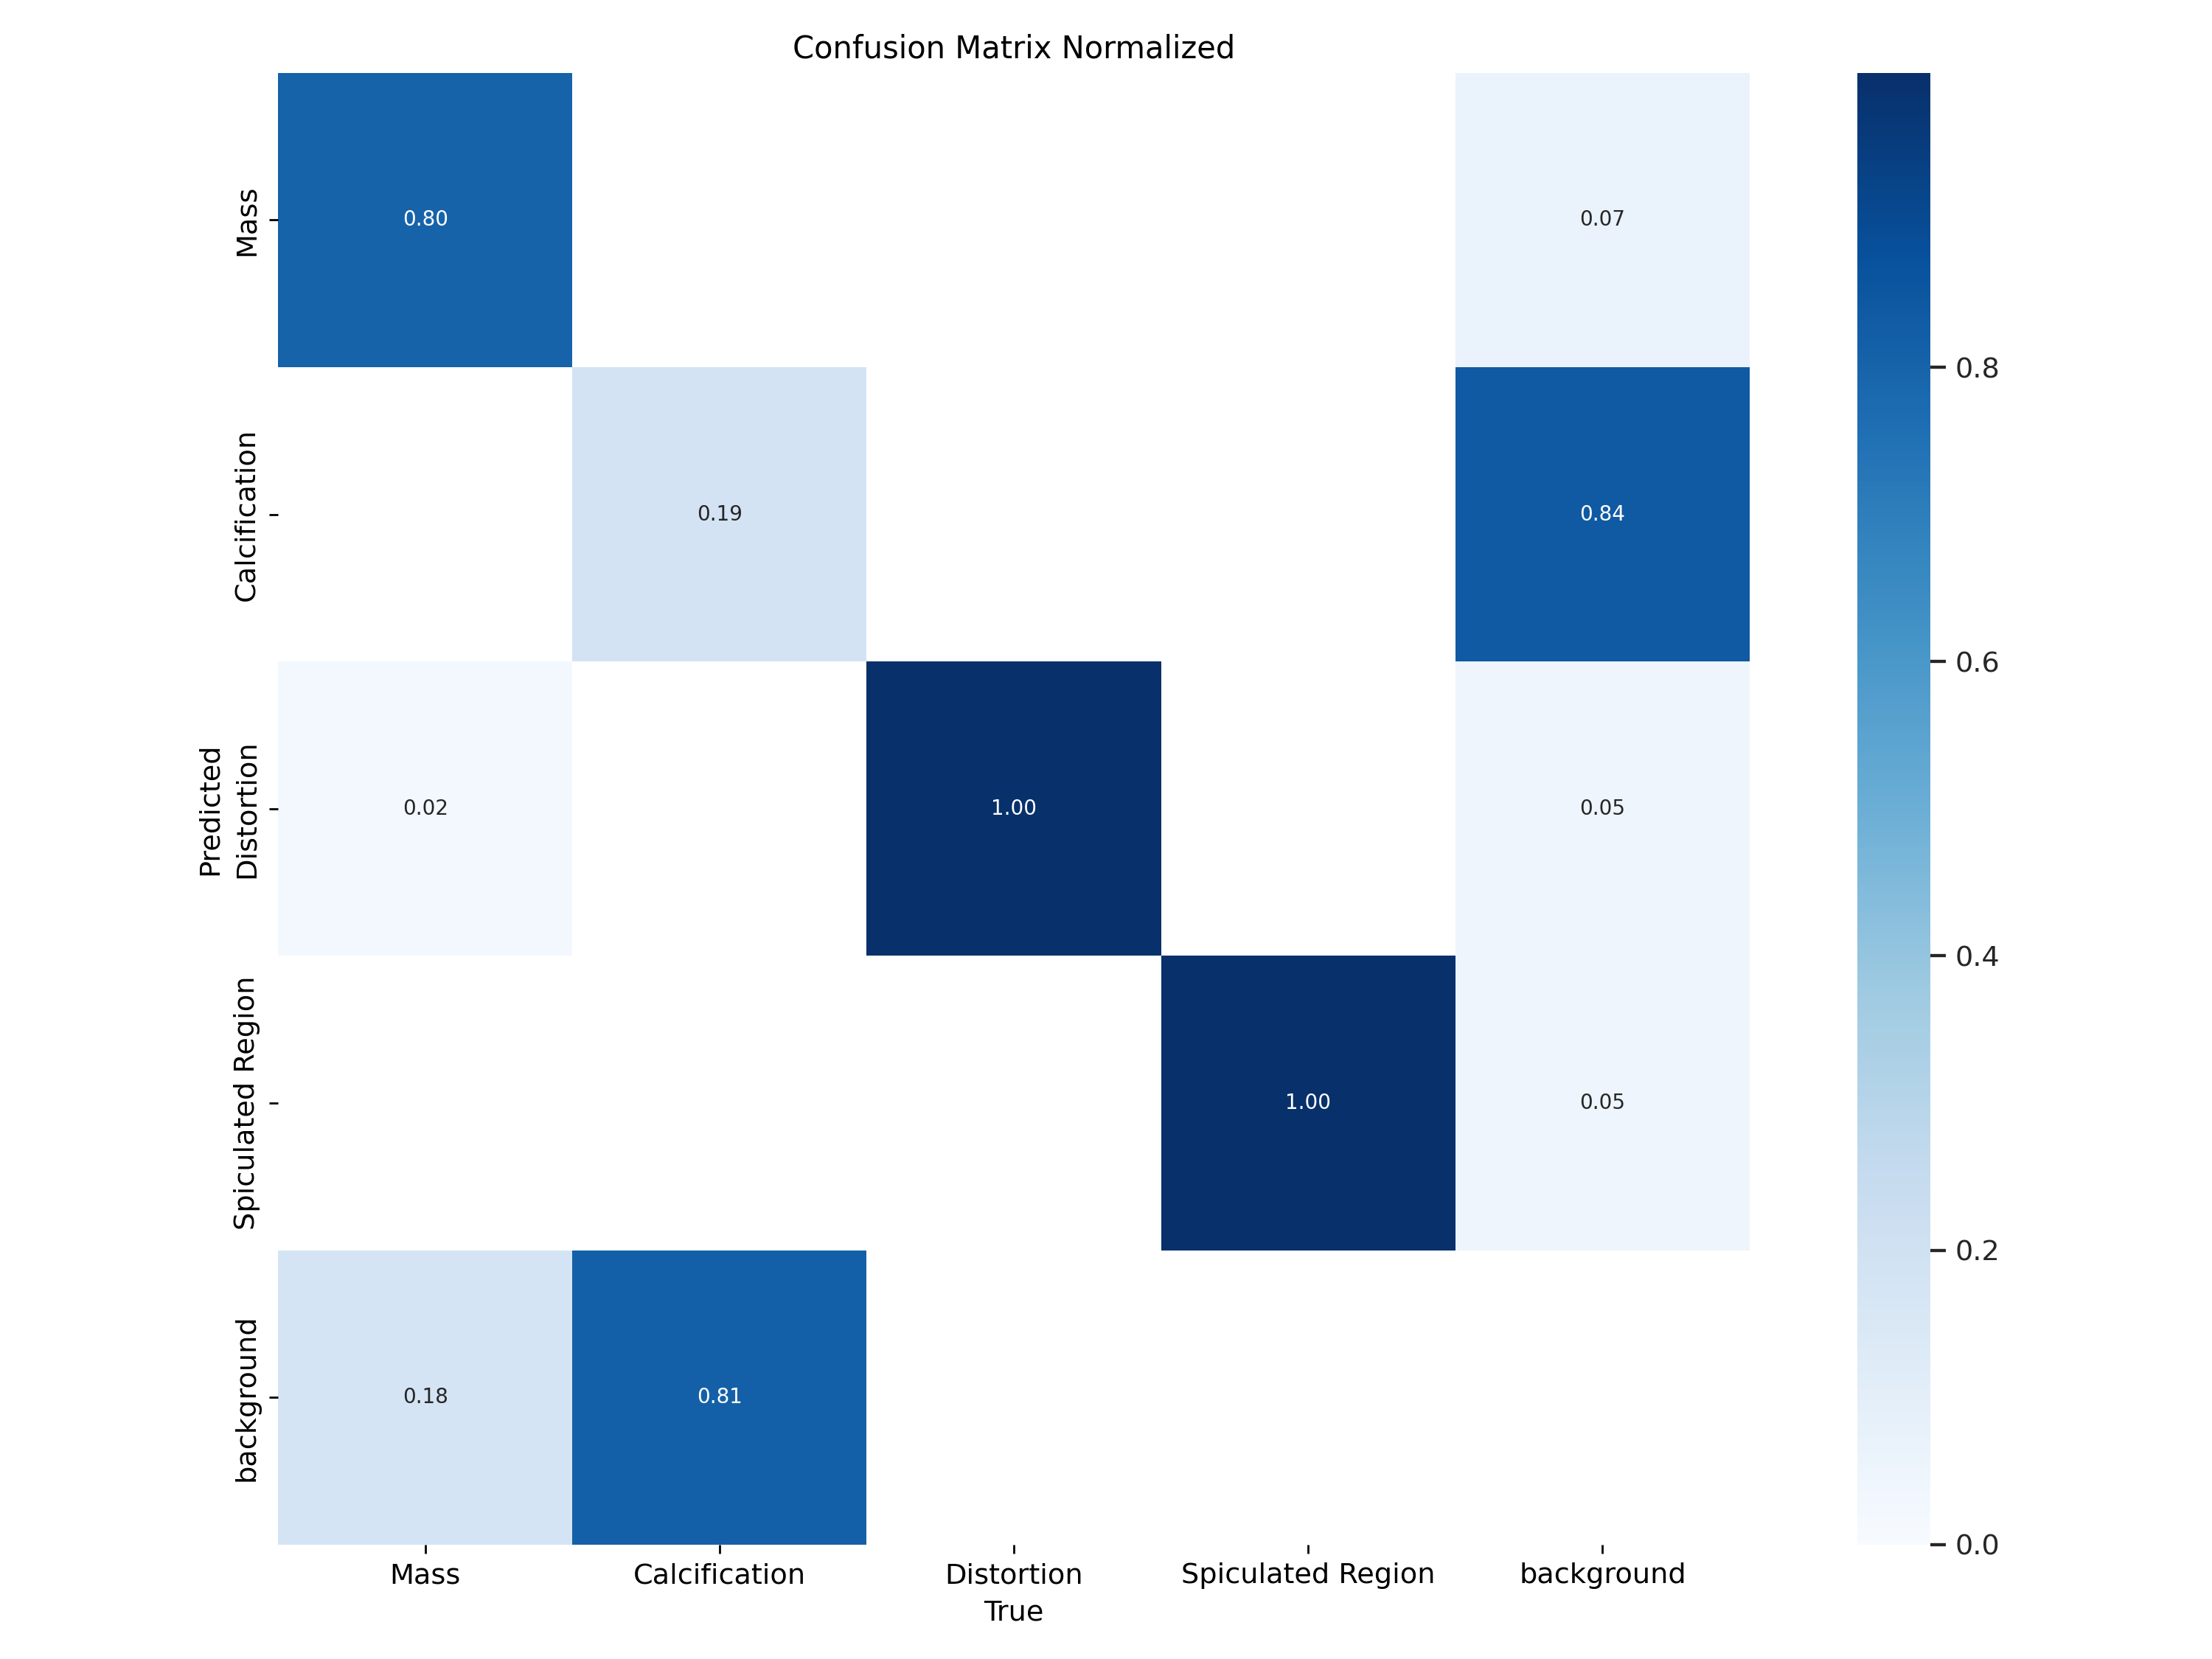 Confusion Matrix Normalized
Mass
0.80
0.07
Calcification
0.19
0.84
Predicted
Distortion
0.02
1.00
0.05
Spiculated Region
1.00
0.05
background
0.18
0.81
Mass
Calcification
Distortion
Spiculated Region
background
True
0.8
0.6
0.4
0.2
0.0